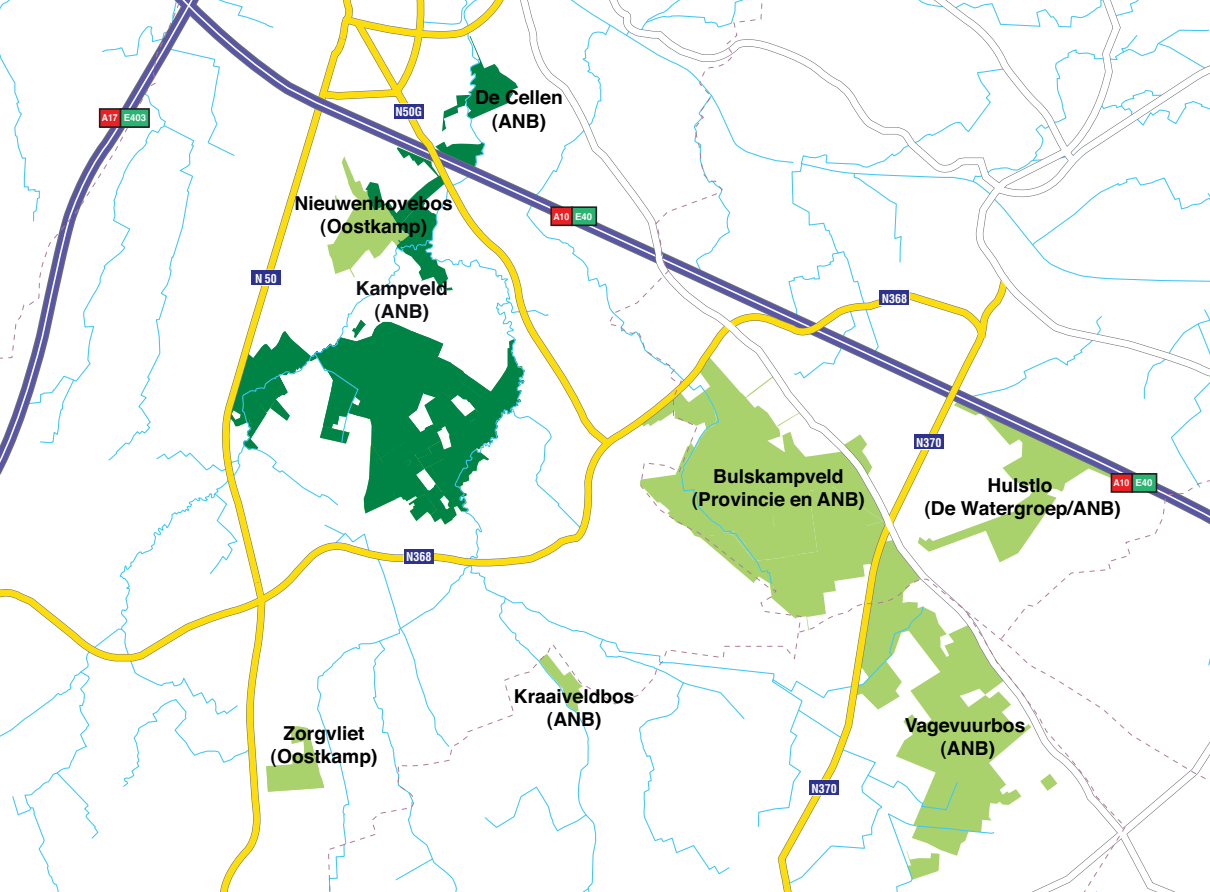 De Cellen
(ANB)
N50G
A17 E403
Nieuwenhovebos
(Oostkamp)
A10 E40
N 50
Kampveld
(ANB)
N368
N370
Bulskampveld
(Provincie en ANB)
Hulstlo
(De Watergroep/ANB)
A10 E40
N368
Kraaiveldbos
(ANB)
Zorgvliet
(Oostkamp)
Vagevuurbos
(ANB)
N370